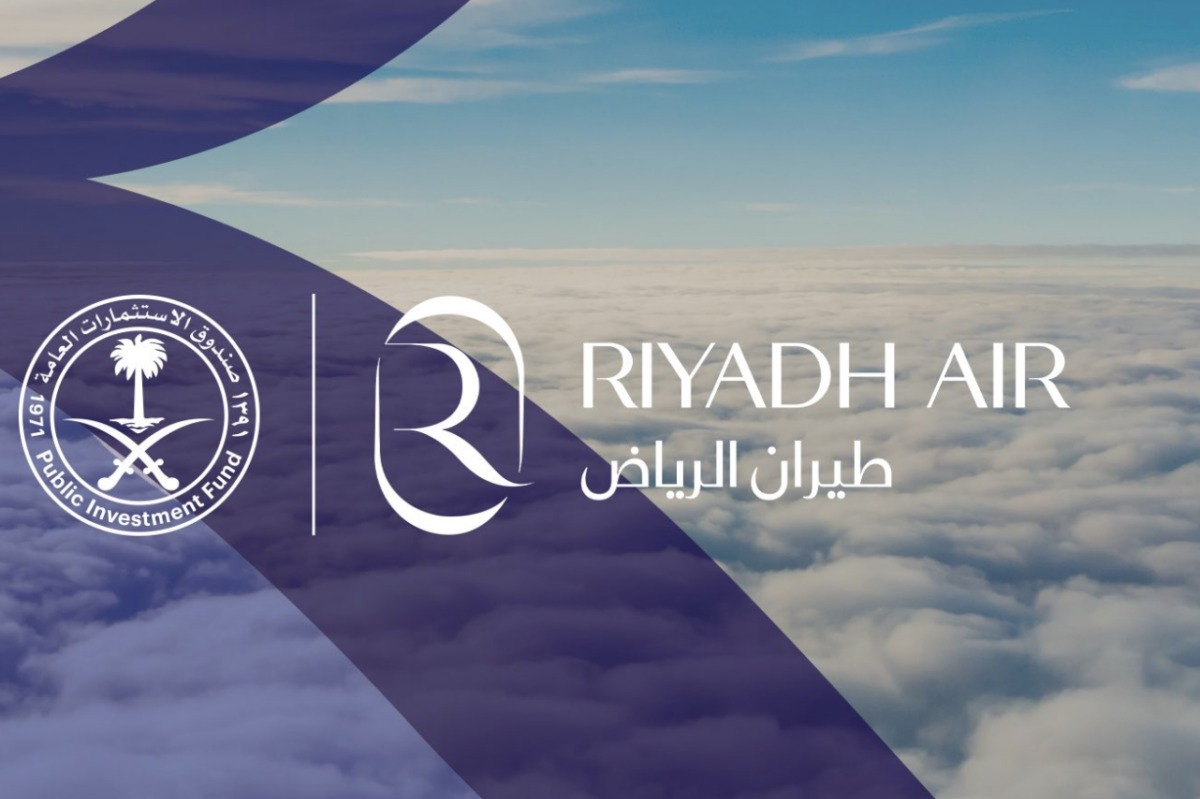 صندوق الاستثمارات العامة
١٣٩١
1971
Public Investment Fund
RIYADH AIR
طيران الرياض